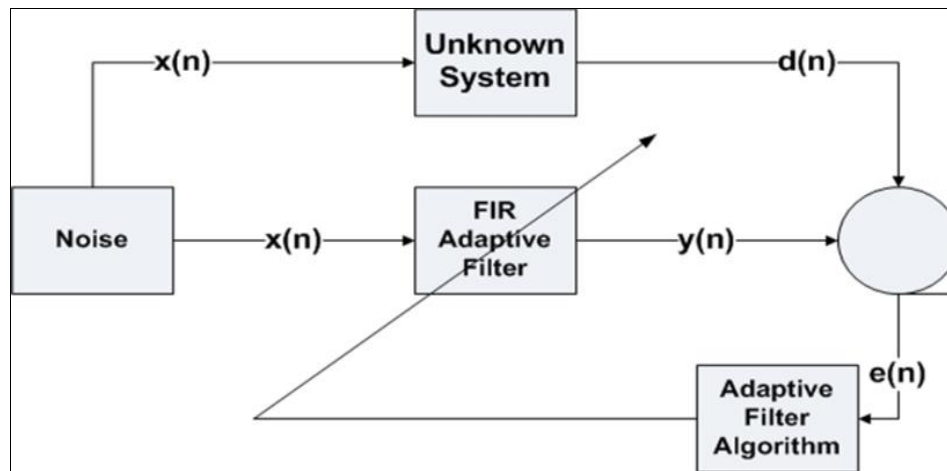 Unknown
System
x(n)
d(n)
Noise
x(n)
FIR
Adaptive
Filter
y(n)
e(n)
Adaptive
Filter
Algorithm